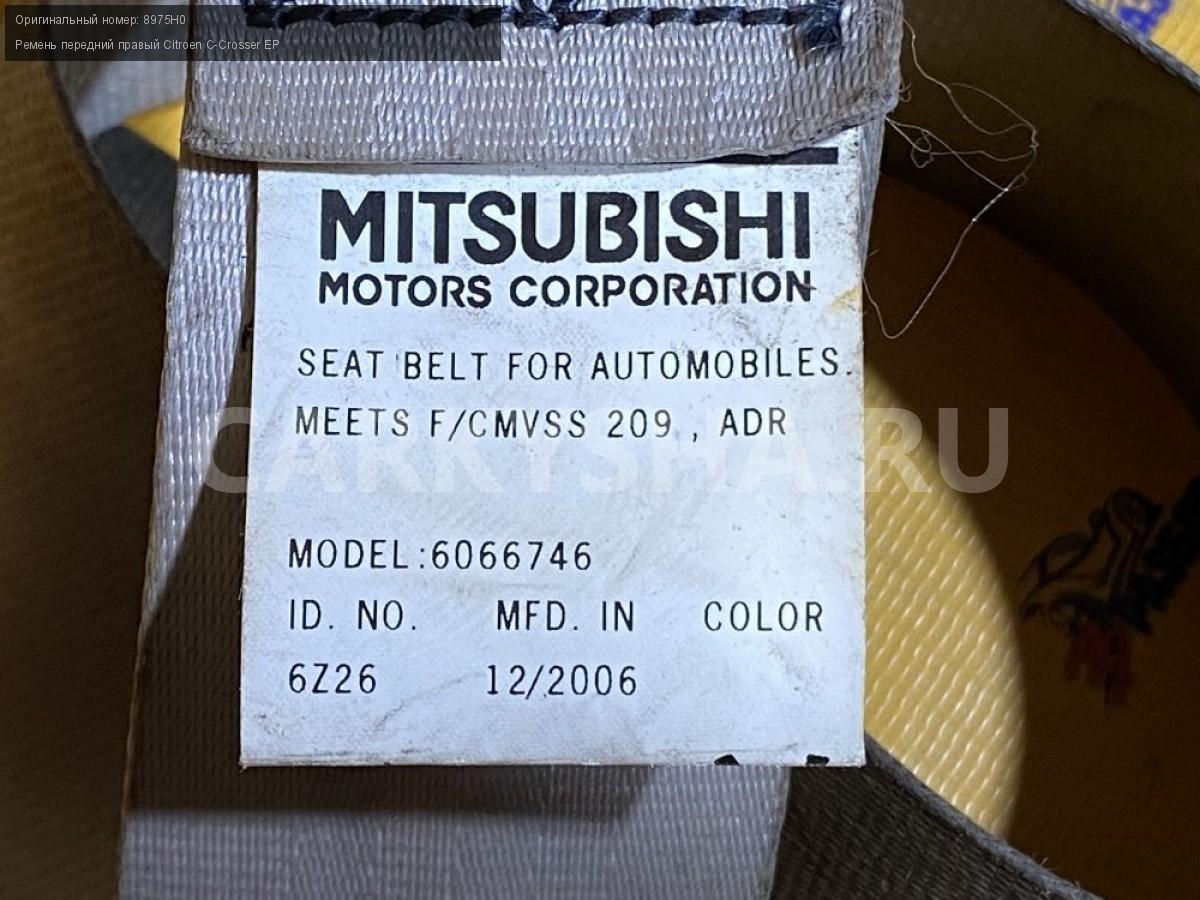 Оригинальный номер: 8975H0
Ремень передний правый Citroen C-Crosser EP
MITSUBISHI
MOTORS CORPORATION
SEAT BELT FOR AUTOMOBILES.
MEETS F/CMVSS 209 , ADR
CARKYSHA.RU
MODEL:6066746
ID. NO. MFD. IN COLOR
6Z26 12/2006